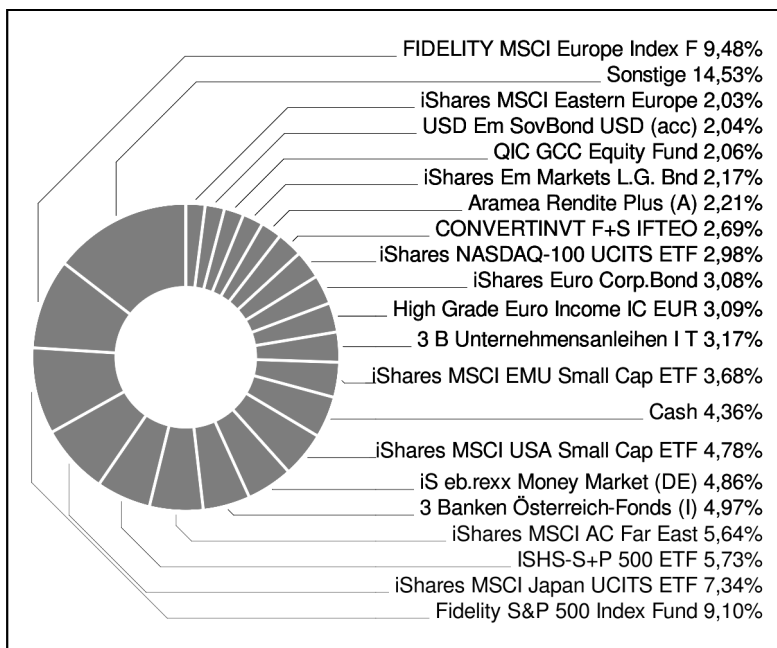 FIDELITY MSCI Europe Index F 9,48%
Sonstige 14,53%
iShares MSCI Eastern Europe 2,03%
USD Em SovBond USD (acc) 2,04%
QIC GCC Equity Fund 2,06%
iShares Em Markets L.G. Bnd 2,17%
Aramea Rendite Plus (A) 2,21%
CONVERTINVT F+S IFTEO 2,69%
iShares NASDAQ-100 UCITS ETF 2,98%
iShares Euro Corp.Bond 3,08%
High Grade Euro Income IC EUR 3,09%
3 B Unternehmensanleihen I T 3,17%
iShares MSCI EMU Small Cap ETF 3,68%
Cash 4,36%
iShares MSCI USA Small Cap ETF 4,78%
iS eb.rexx Money Market (DE) 4,86%
3 Banken Österreich-Fonds (I) 4,97%
iShares MSCI AC Far East 5,64%
ISHS-S+P 500 ETF 5,73%
iShares MSCI Japan UCITS ETF 7,34%
Fidelity S&P 500 Index Fund 9,10%